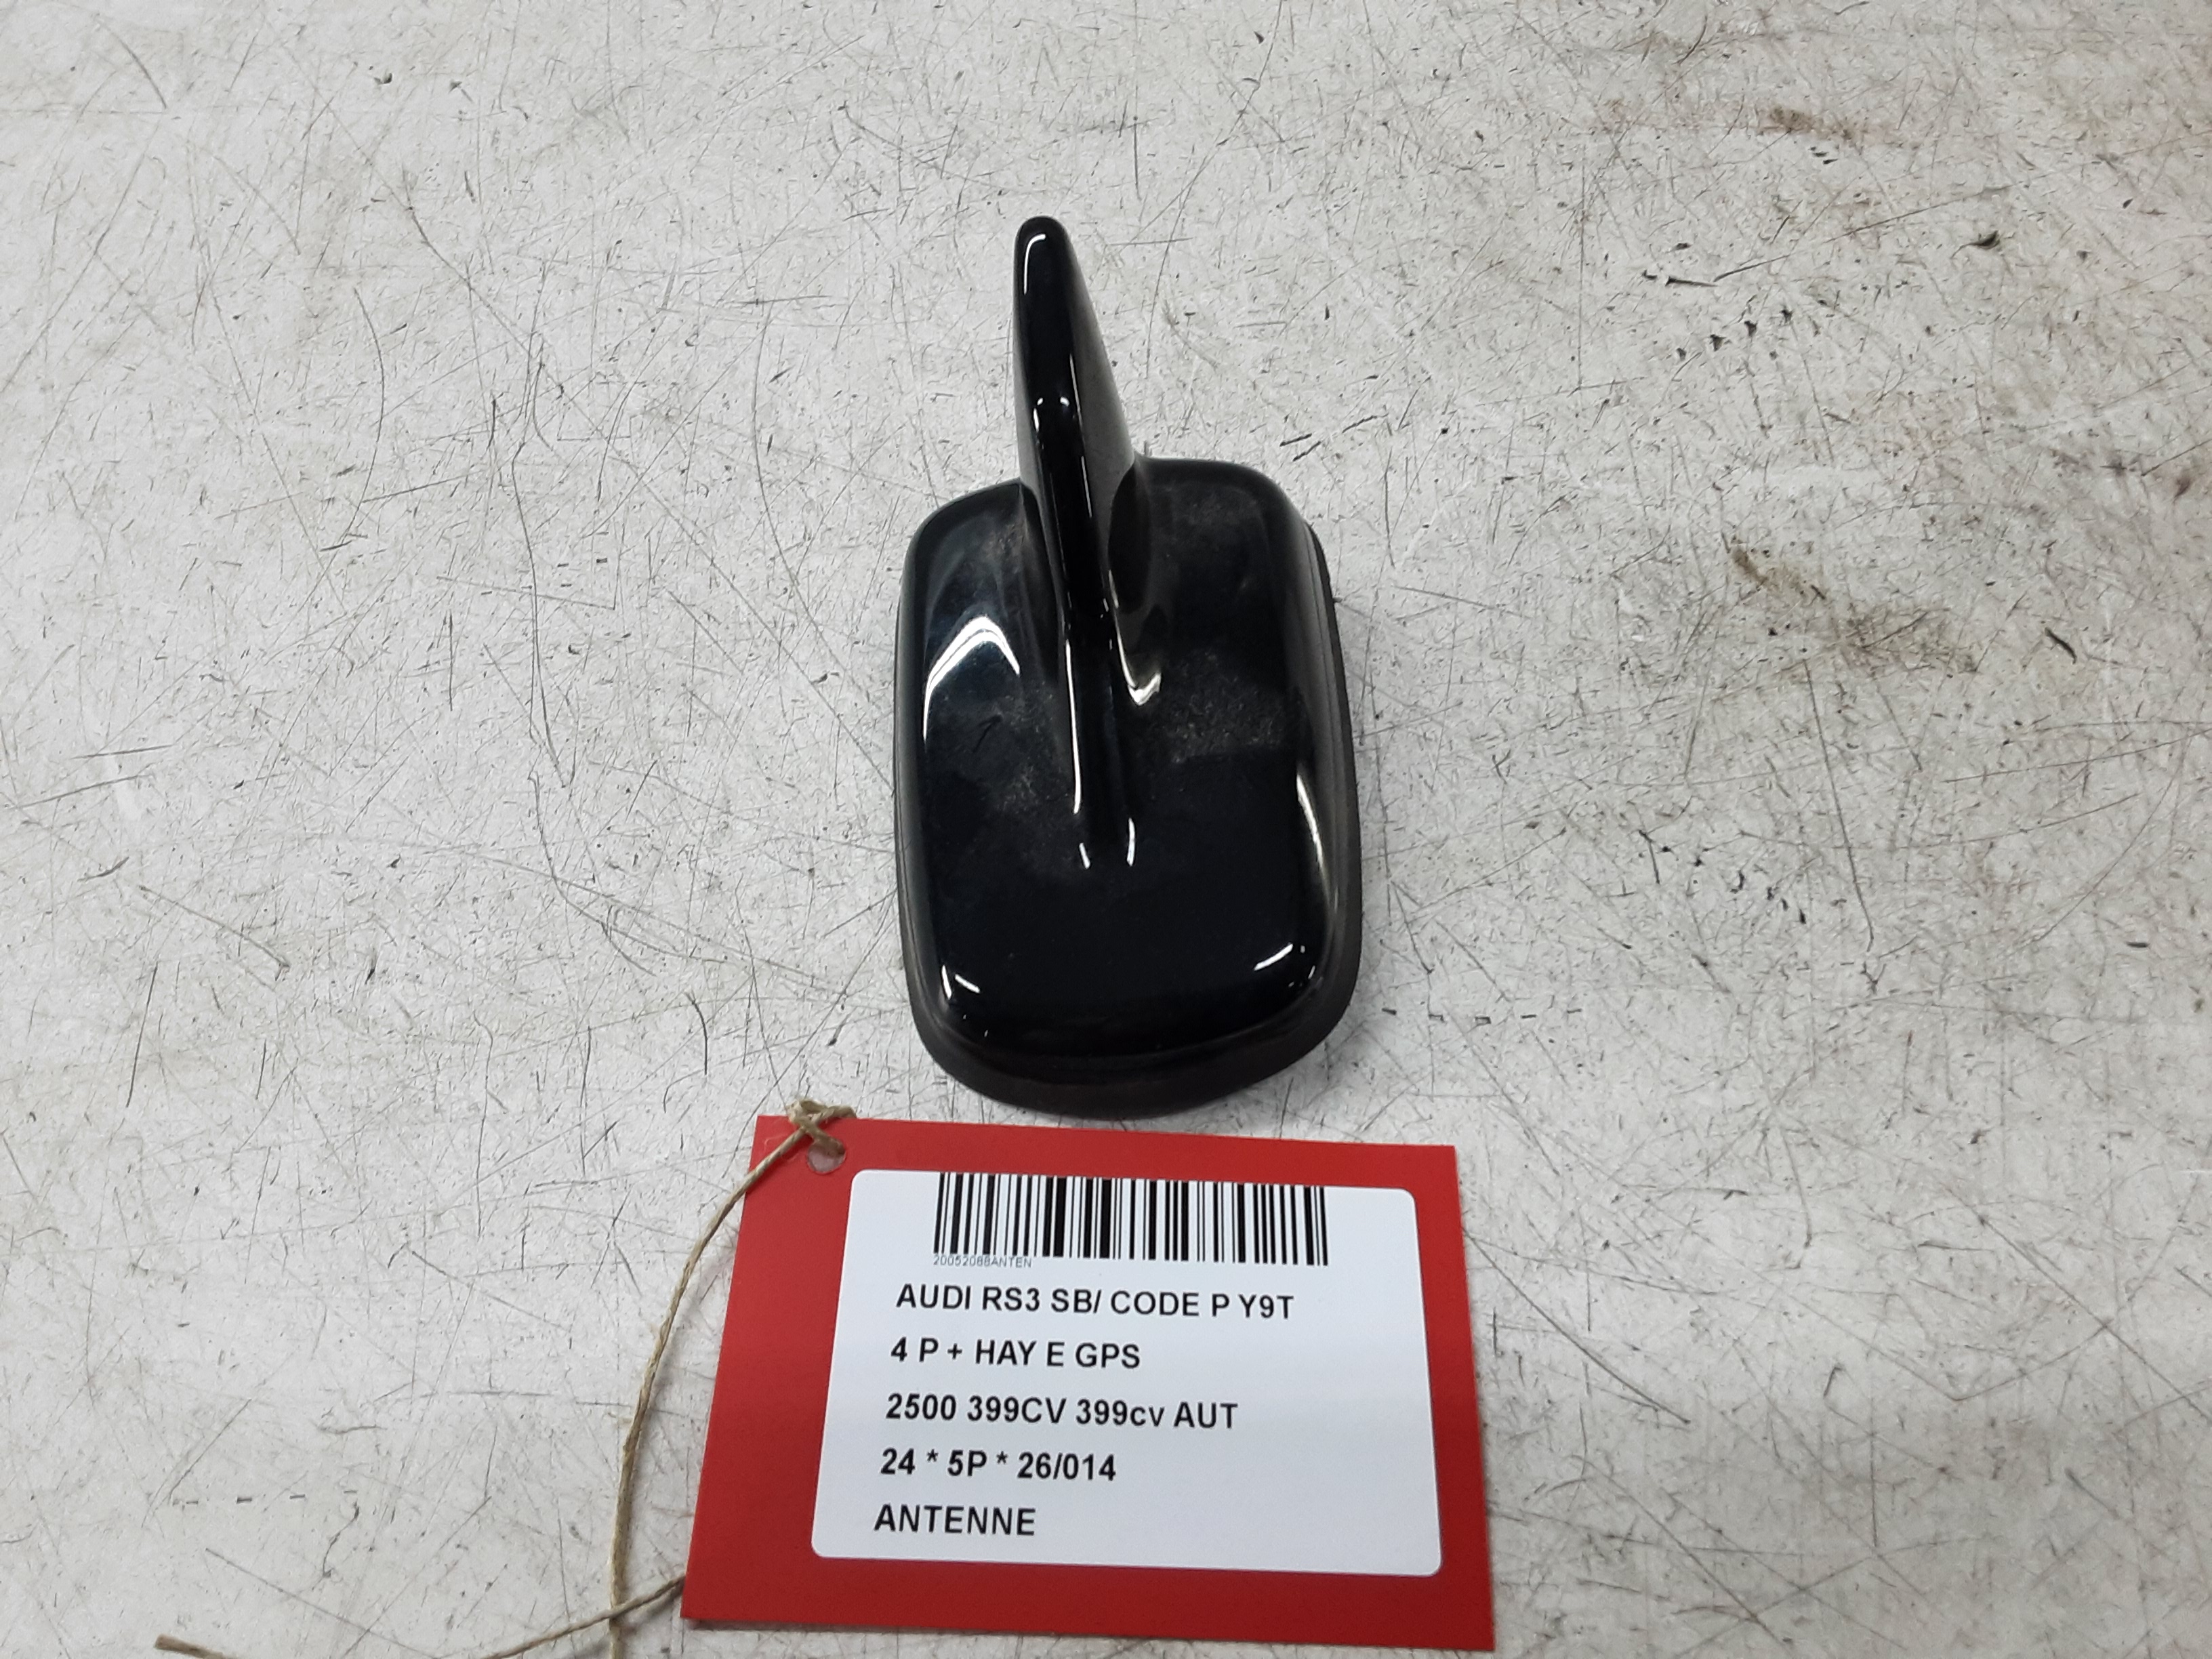 20052088ANTEN
AUDI RS3 SB/ CODE P Y9T
4 P + HAY E GPS
2500 399CV 399cv AUT
24 * 5P * 26/014
ANTENNE